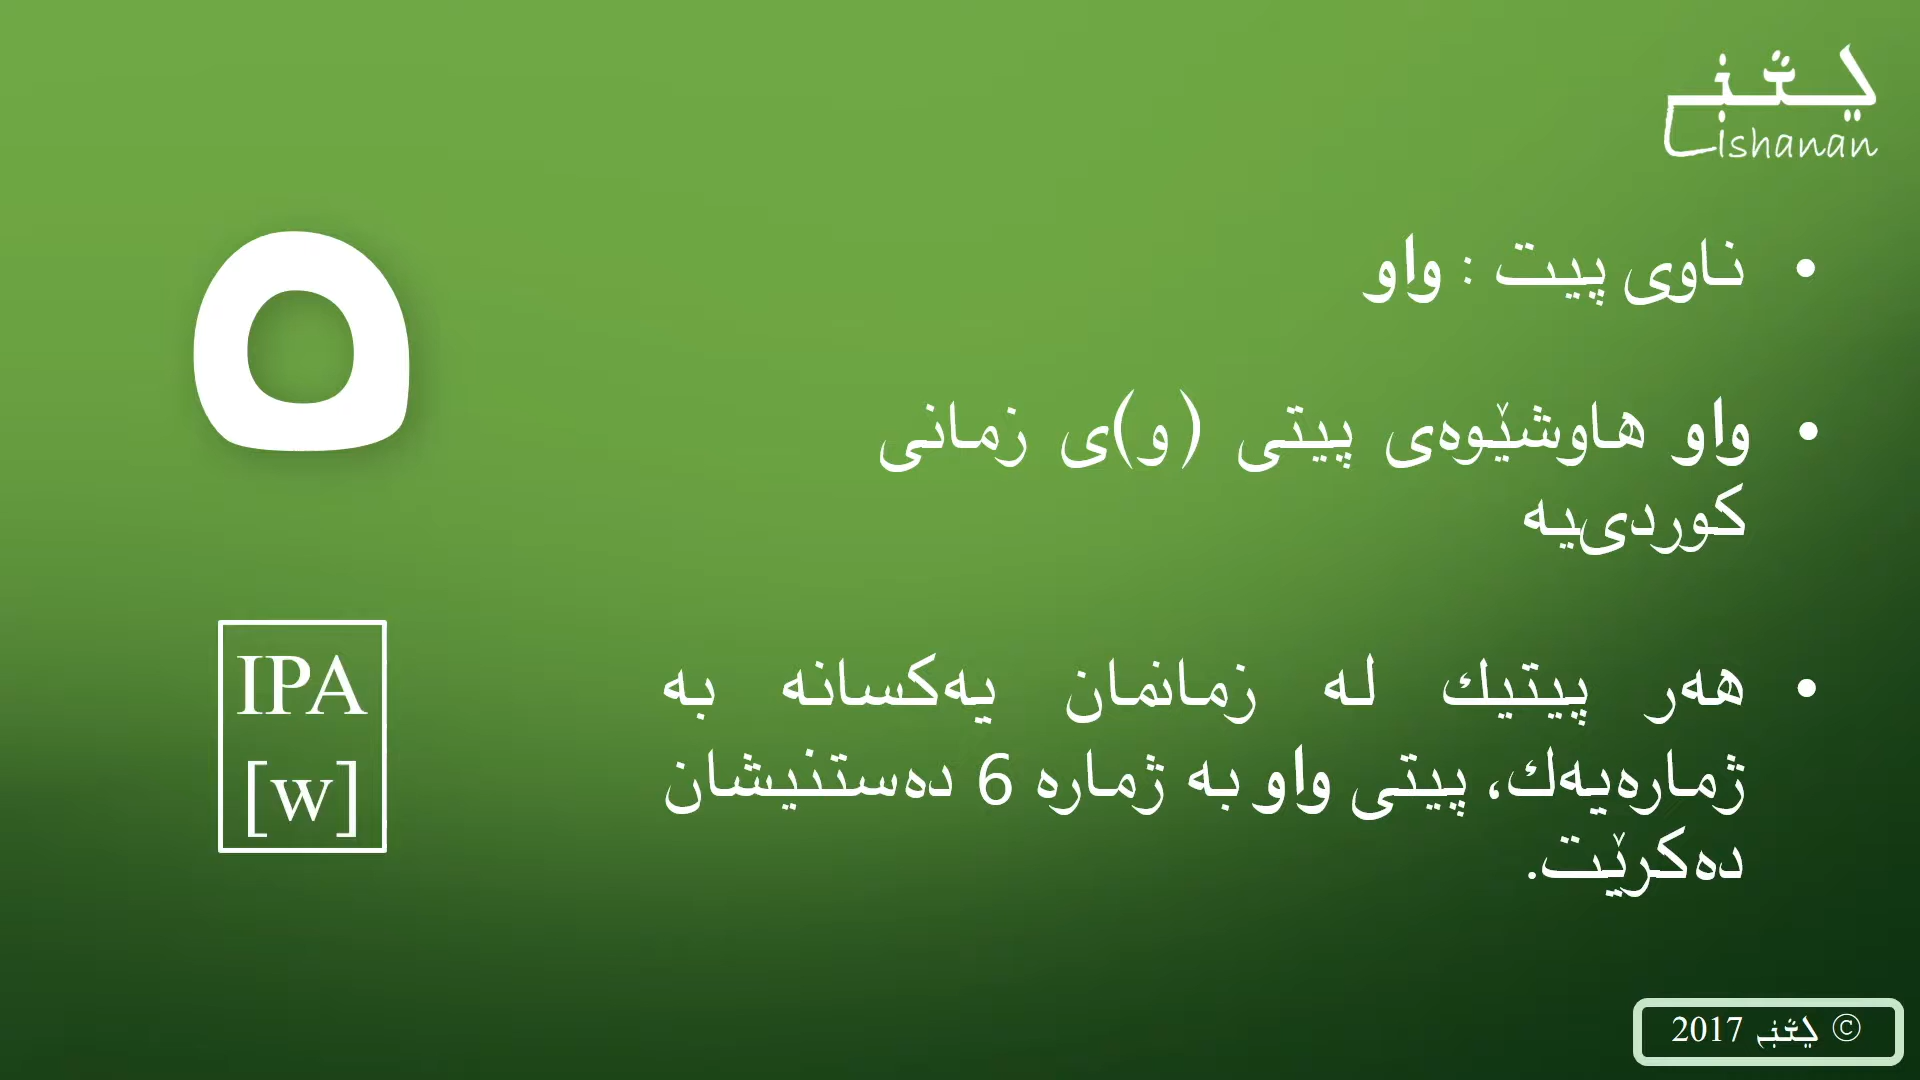 ܠܫܢܢ
Lishanan
ܘ
ناوی پیت : واو
واو هاوشێوەی پیتی (و)ی زمانی
کوردی‌یە
IPA
[w]
هەر پیتیك لە زمانمان یەکسانە بە
ژمارەیەك، پیتی واو بە ژمارە 6 دەستنیشان
دەکرێت.
© ܠܫܢܢ 2017